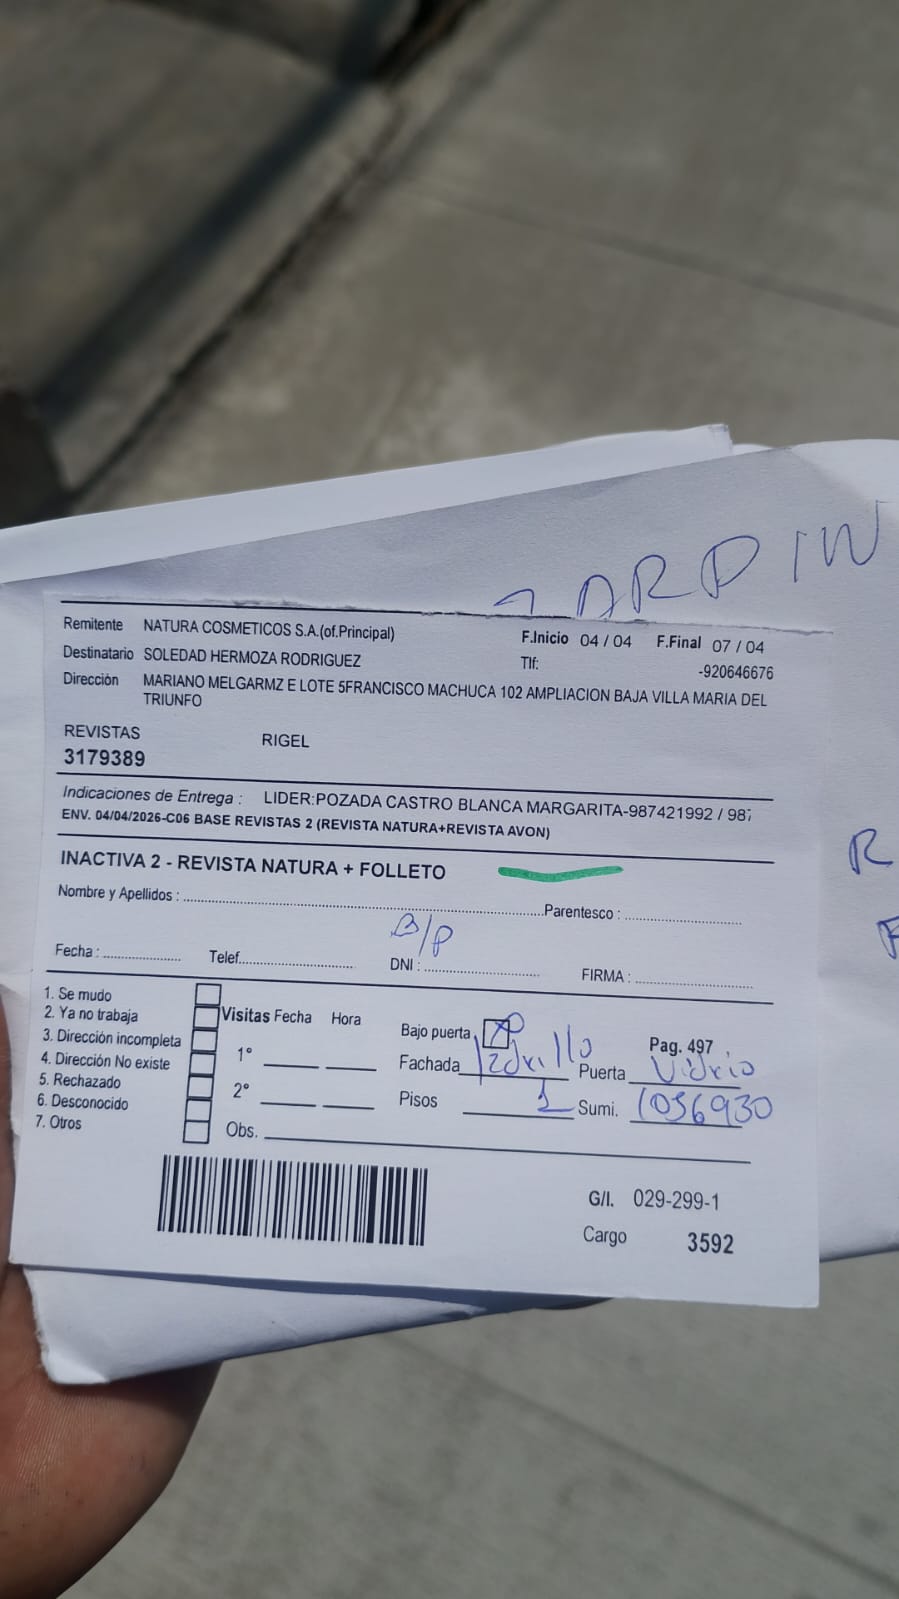 JARDIN
Remitente NATURA COSMETICOS S.A.(of.Principal) F.Inicio 04 / 04 F.Final 07 / 04
Destinatario SOLEDAD HERMOZA RODRIGUEZ Tlf: -920646676
Dirección MARIANO MELGARMZ E LOTE 5FRANCISCO MACHUCA 102 AMPLIACION BAJA VILLA MARIA DEL
TRIUNFO
REVISTAS RIGEL
3179389
Indicaciones de Entrega : LIDER:POZADA CASTRO BLANCA MARGARITA-987421992 / 987
ENV. 04/04/2026-C06 BASE REVISTAS 2 (REVISTA NATURA+REVISTA AVON)
INACTIVA 2 - REVISTA NATURA + FOLLETO
R
Nombre y Apellidos : Parentesco :
B/P
Fecha : Telef. DNI : FIRMA :
1. Se mudo
2. Ya no trabaja Visitas Fecha Hora Bajo puerta Pag. 497
3. Dirección incompleta 1° Fachada ladrillo Puerta Vidrio
4. Dirección No existe
5. Rechazado 2° Pisos 1 Sumi. 1056930
6. Desconocido
7. Otros Obs.
G/I. 029-299-1
Cargo 3592